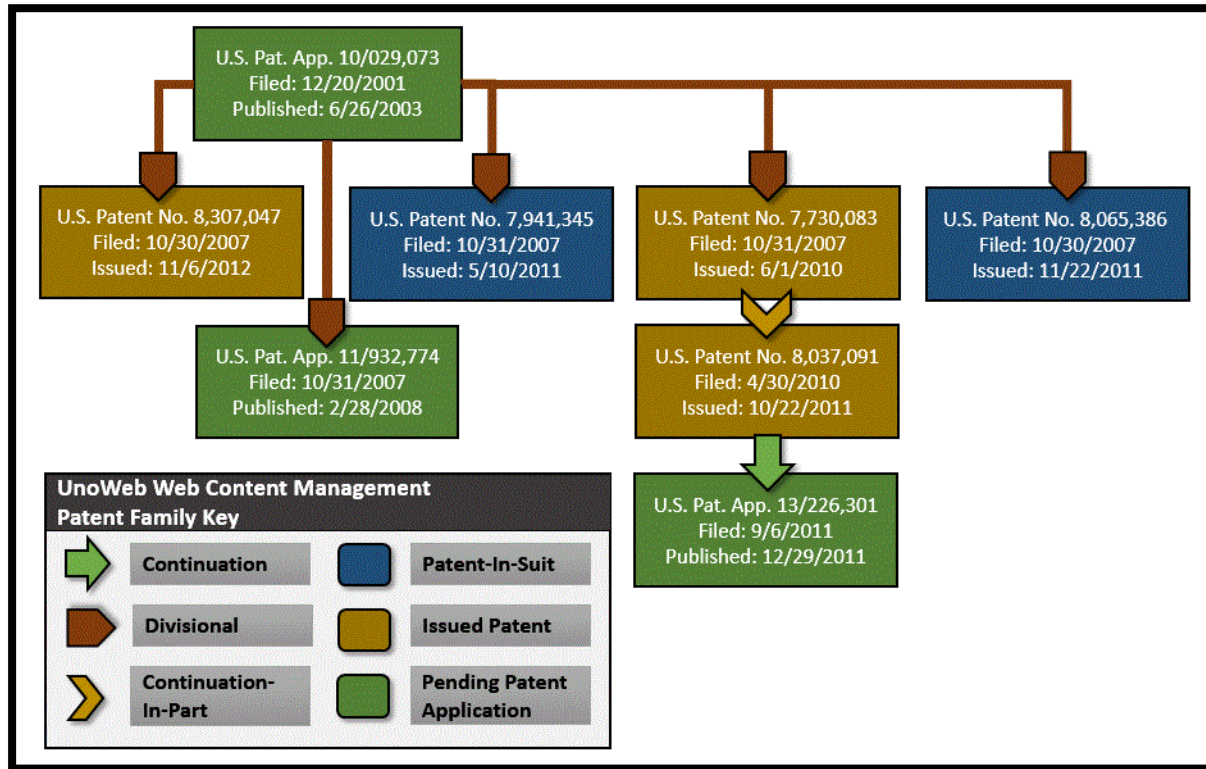 U.S. Pat. App. 10/029,073
Filed: 12/20/2001
Published: 6/26/2003
U.S. Patent No. 8,307,047
Filed: 10/30/2007
Issued: 11/6/2012
U.S. Patent No. 7,941,345
Filed: 10/31/2007
Issued: 5/10/2011
U.S. Patent No. 7,730,083
Filed: 10/31/2007
Issued: 6/1/2010
U.S. Patent No. 8,065,386
Filed: 10/30/2007
Issued: 11/22/2011
U.S. Pat. App. 11/932,774
Filed: 10/31/2007
Published: 2/28/2008
U.S. Patent No. 8,037,091
Filed: 4/30/2010
Issued: 10/22/2011
U.S. Pat. App. 13/226,301
Filed: 9/6/2011
Published: 12/29/2011
UnoWeb Web Content Management
Patent Family Key
Continuation
Patent-In-Suit
Divisional
Issued Patent
Continuation-
In-Part
Pending Patent
Application